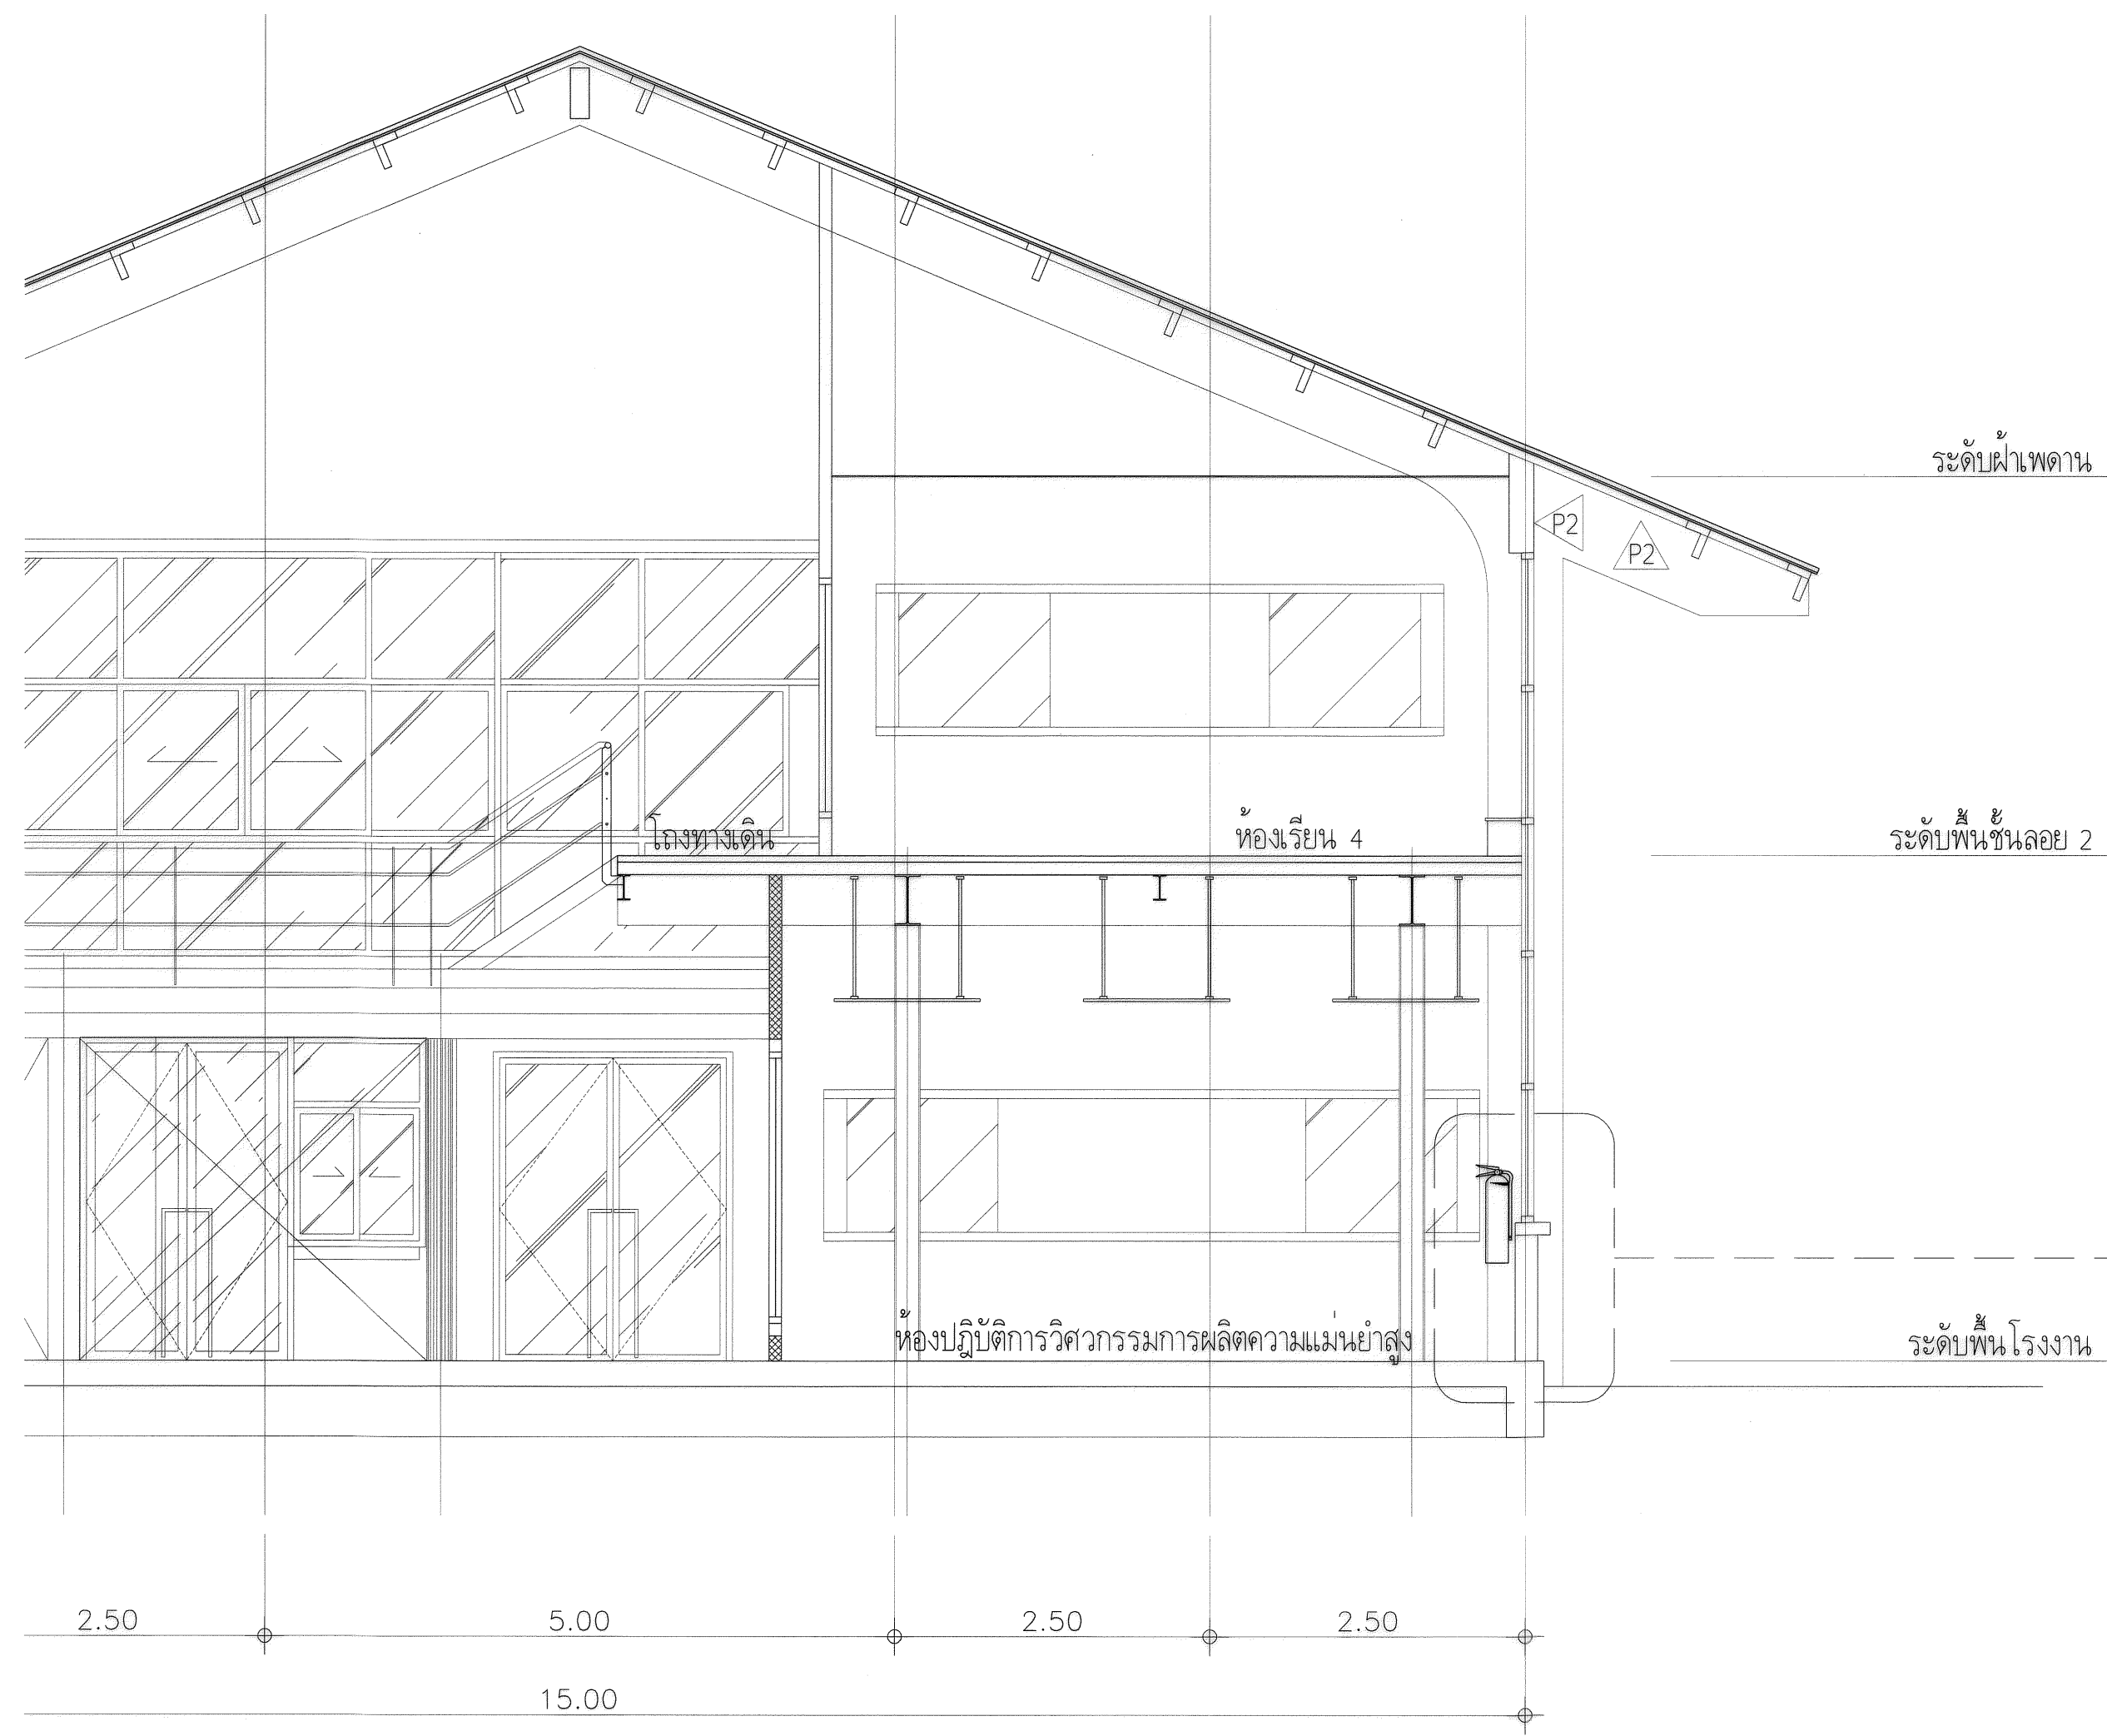 ระดับฝ้าเพดาน
P2
P2
โถงทางเดิน
ห้องเรียน 4
ระดับพื้นชั้นลอย 2
ห้องปฎิบัติการวิศวกรรมการผลิตความแม่นยำสูง
ระดับพื้นโรงงาน
2.50
5.00
2.50
2.50
15.00